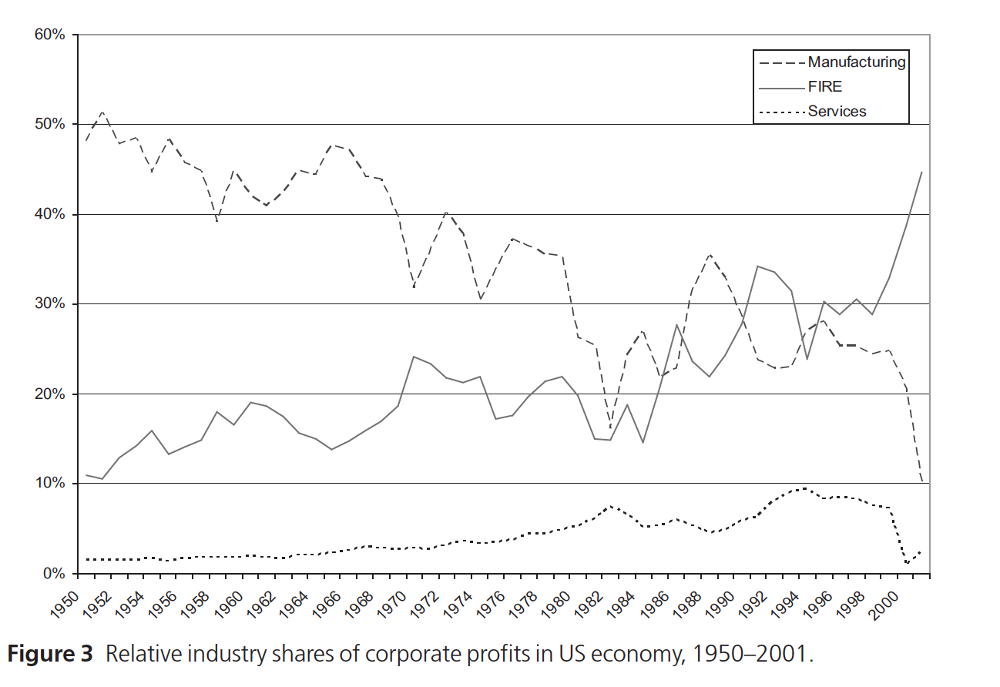 60%
Manufacturing
FIRE
Services
50%
40%
30%
20%
10%
0%
1950 1952 1954 1956 1958 1960 1962 1964 1966 1968 1970 1972 1974 1976 1978 1980 1982 1984 1986 1988 1990 1992 1994 1996 1998 2000
Figure 3 Relative industry shares of corporate profits in US economy, 1950–2001.